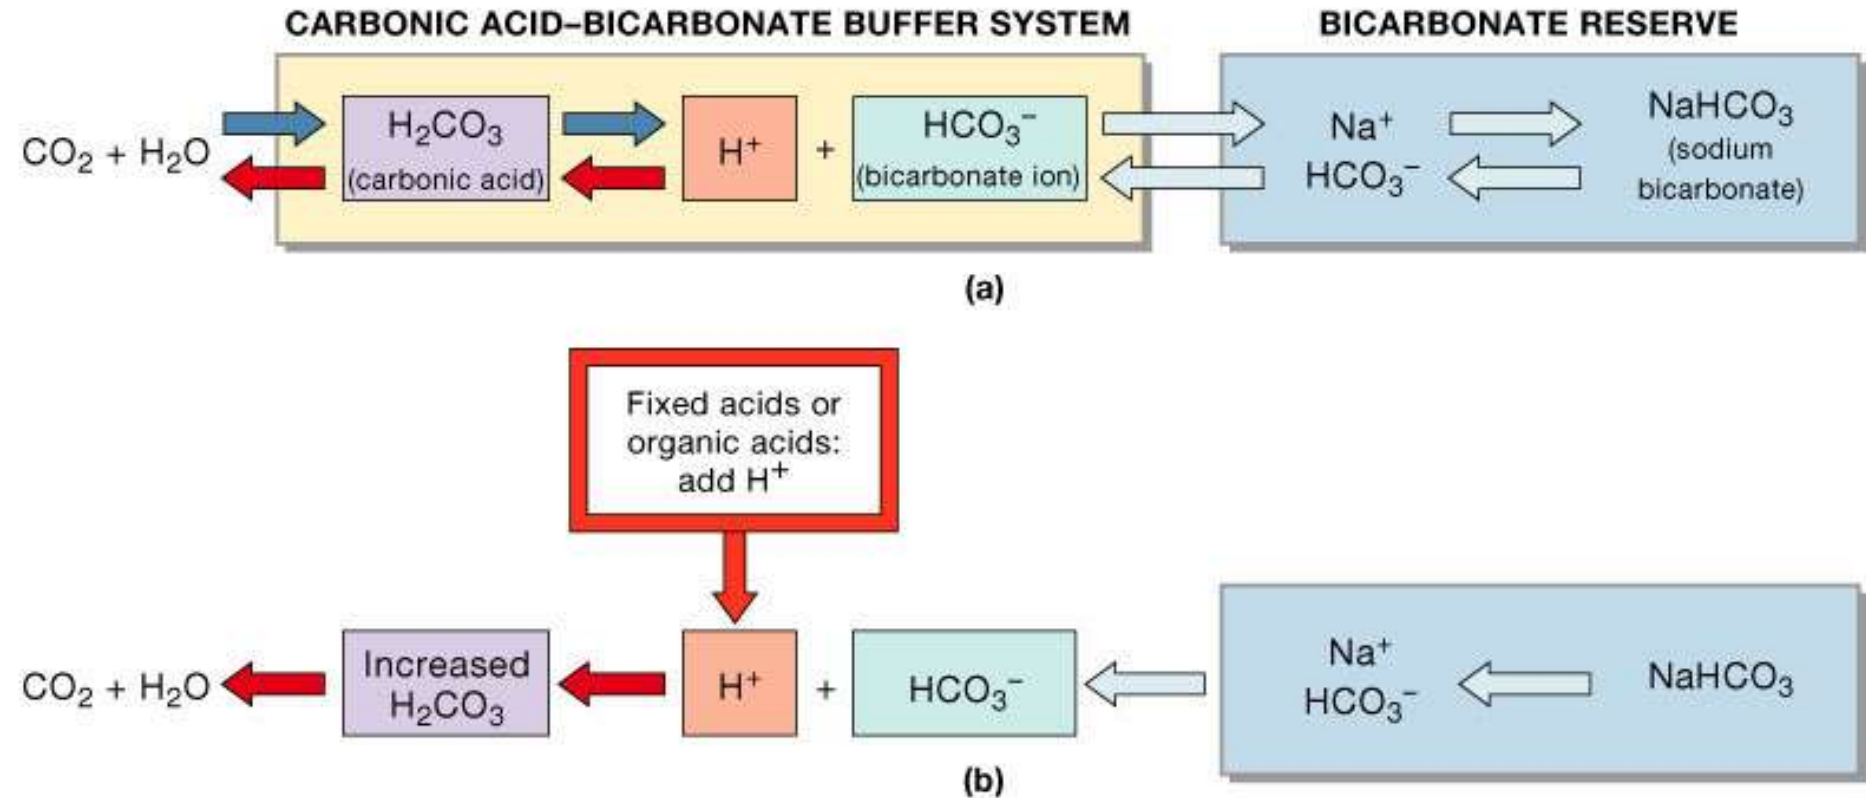 CARBONIC ACID–BICARBONATE BUFFER SYSTEM
BICARBONATE RESERVE
CO₂ + H₂O
H₂CO₃
(carbonic acid)
H⁺
+
HCO₃⁻
(bicarbonate ion)
Na⁺
HCO₃⁻
NaHCO₃
(sodium
bicarbonate)
(a)
Fixed acids or
organic acids:
add H⁺
CO₂ + H₂O
Increased
H₂CO₃
H⁺
+
HCO₃⁻
Na⁺
HCO₃⁻
NaHCO₃
(b)